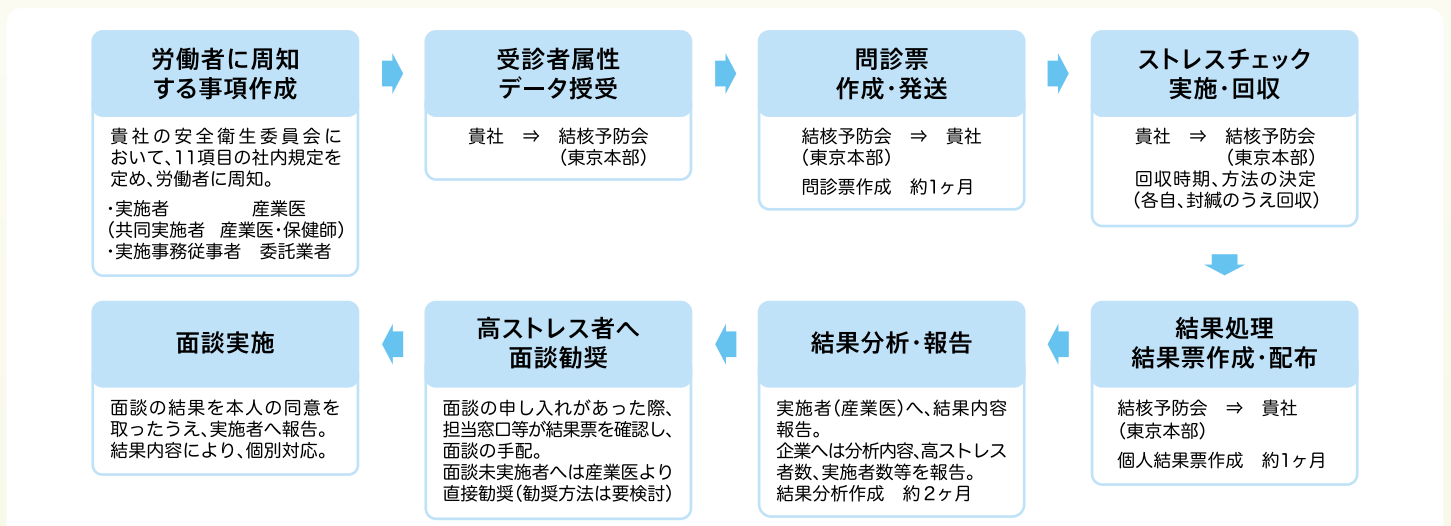 労働者に周知
する事項作成
貴社の安全衛生委員会に
おいて、11項目の社内規定を
定め、労働者に周知。
・実施者　産業医
(共同実施者　産業医・保健師)
・実施事務従事者　委託業者
受診者属性
データ授受
貴社　⇒　結核予防会
(東京本部)
問診票
作成・発送
結核予防会　⇒　貴社
(東京本部)
問診票作成　約1ヶ月
ストレスチェック
実施・回収
貴社　⇒　結核予防会
(東京本部)
回収時期、方法の決定
(各自、封緘のうえ回収)
結果処理
結果票作成・配布
結核予防会　⇒　貴社
(東京本部)
個人結果票作成　約1ヶ月
結果分析・報告
実施者(産業医)へ、結果内容
報告。
企業へは分析内容、高ストレス
者数、実施者数等を報告。
結果分析作成　約2ヶ月
高ストレス者へ
面談勧奨
面談の申し入れがあった際、
担当窓口等が結果票を確認し、
面談の手配。
面談未実施者へは産業医より
直接勧奨(勧奨方法は要検討)
面談実施
面談の結果を本人の同意を
取ったうえ、実施者へ報告。
結果内容により、個別対応。